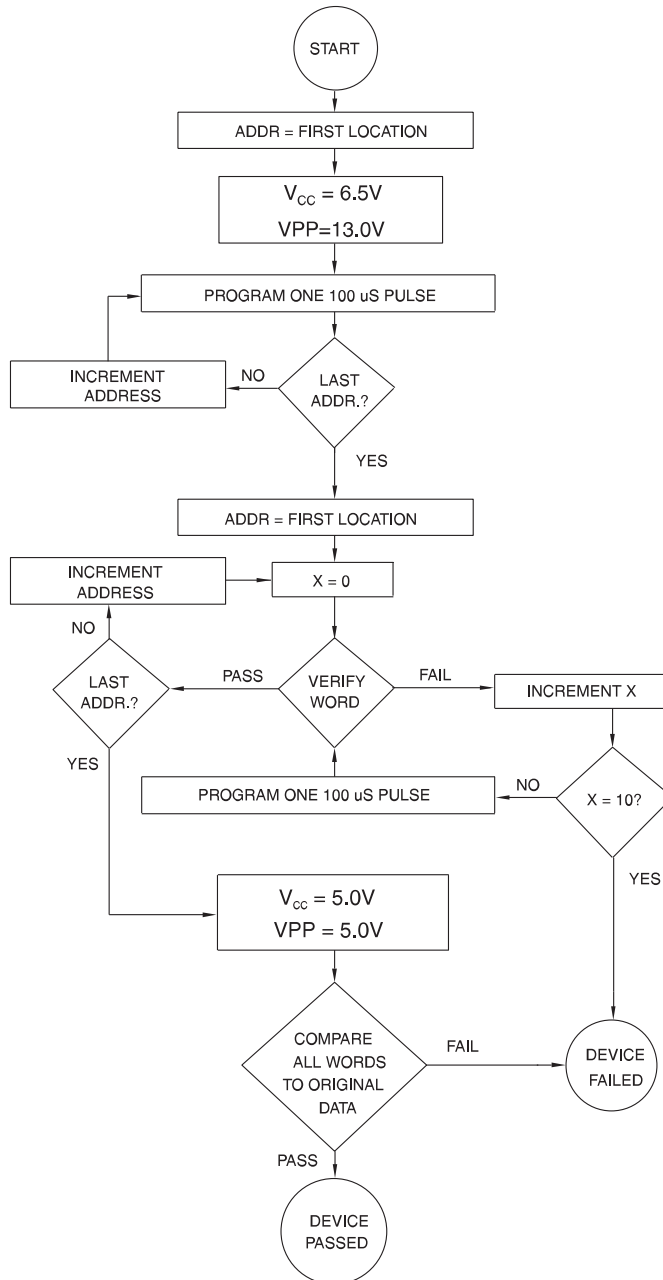 START
ADDR = FIRST LOCATION
V_CC = 6.5V
VPP=13.0V
PROGRAM ONE 100 uS PULSE
INCREMENT
ADDRESS
NO
LAST
ADDR.?
YES
ADDR = FIRST LOCATION
INCREMENT
ADDRESS
X = 0
NO
LAST
ADDR.?
PASS
VERIFY
WORD
FAIL
INCREMENT X
YES
PROGRAM ONE 100 uS PULSE
NO
X = 10?
YES
V_CC = 5.0V
VPP = 5.0V
COMPARE
ALL WORDS
TO ORIGINAL
DATA
FAIL
DEVICE
FAILED
PASS
DEVICE
PASSED